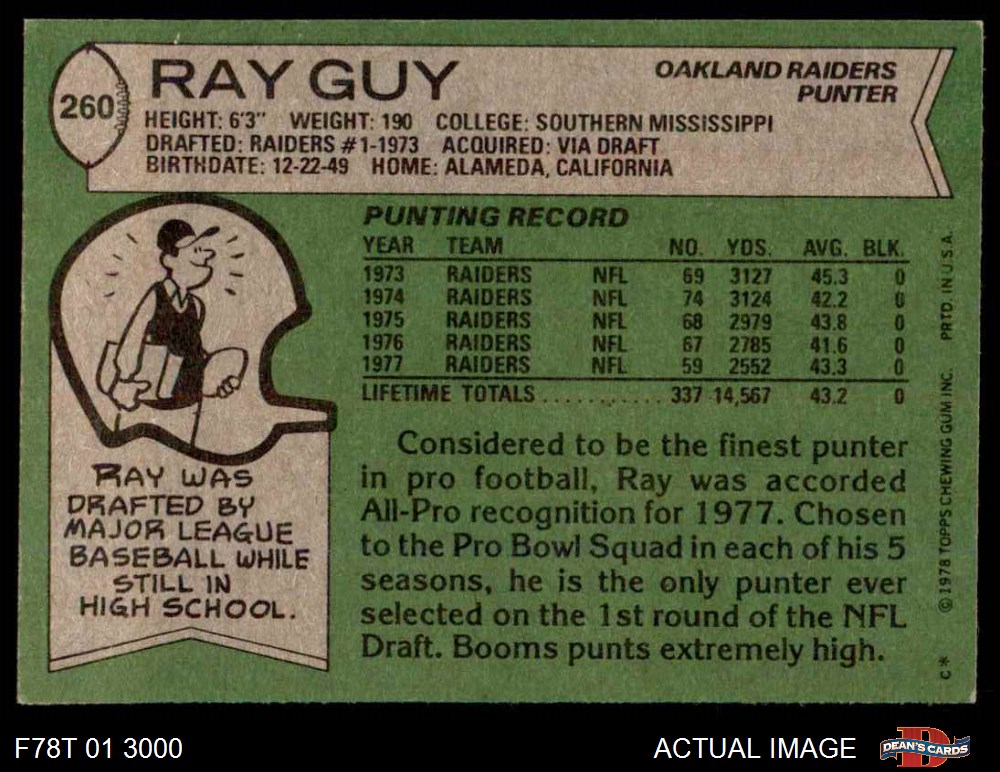 260
RAY GUY
OAKLAND RAIDERS
PUNTER
HEIGHT: 6'3" WEIGHT: 190 COLLEGE: SOUTHERN MISSISSIPPI
DRAFTED: RAIDERS #1-1973 ACQUIRED: VIA DRAFT
BIRTHDATE: 12-22-49 HOME: ALAMEDA, CALIFORNIA
PUNTING RECORD
YEAR TEAM NO. YDS. AVG. BLK.
1973 RAIDERS NFL 69 3127 45.3 0
1974 RAIDERS NFL 74 3124 42.2 0
1975 RAIDERS NFL 68 2979 43.8 0
1976 RAIDERS NFL 67 2785 41.6 0
1977 RAIDERS NFL 59 2552 43.3 0
LIFETIME TOTALS ............ 337 14,567 43.2 0
RAY WAS
DRAFTED BY
MAJOR LEAGUE
BASEBALL WHILE
STILL IN
HIGH SCHOOL.
Considered to be the finest punter
in pro football, Ray was accorded
All-Pro recognition for 1977. Chosen
to the Pro Bowl Squad in each of his 5
seasons, he is the only punter ever
selected on the 1st round of the NFL
Draft. Booms punts extremely high.
C* © 1978 TOPPS CHEWING GUM INC. PRTD. IN U.S.A.
F78T 01 3000
ACTUAL IMAGE
D
DEAN'S CARDS